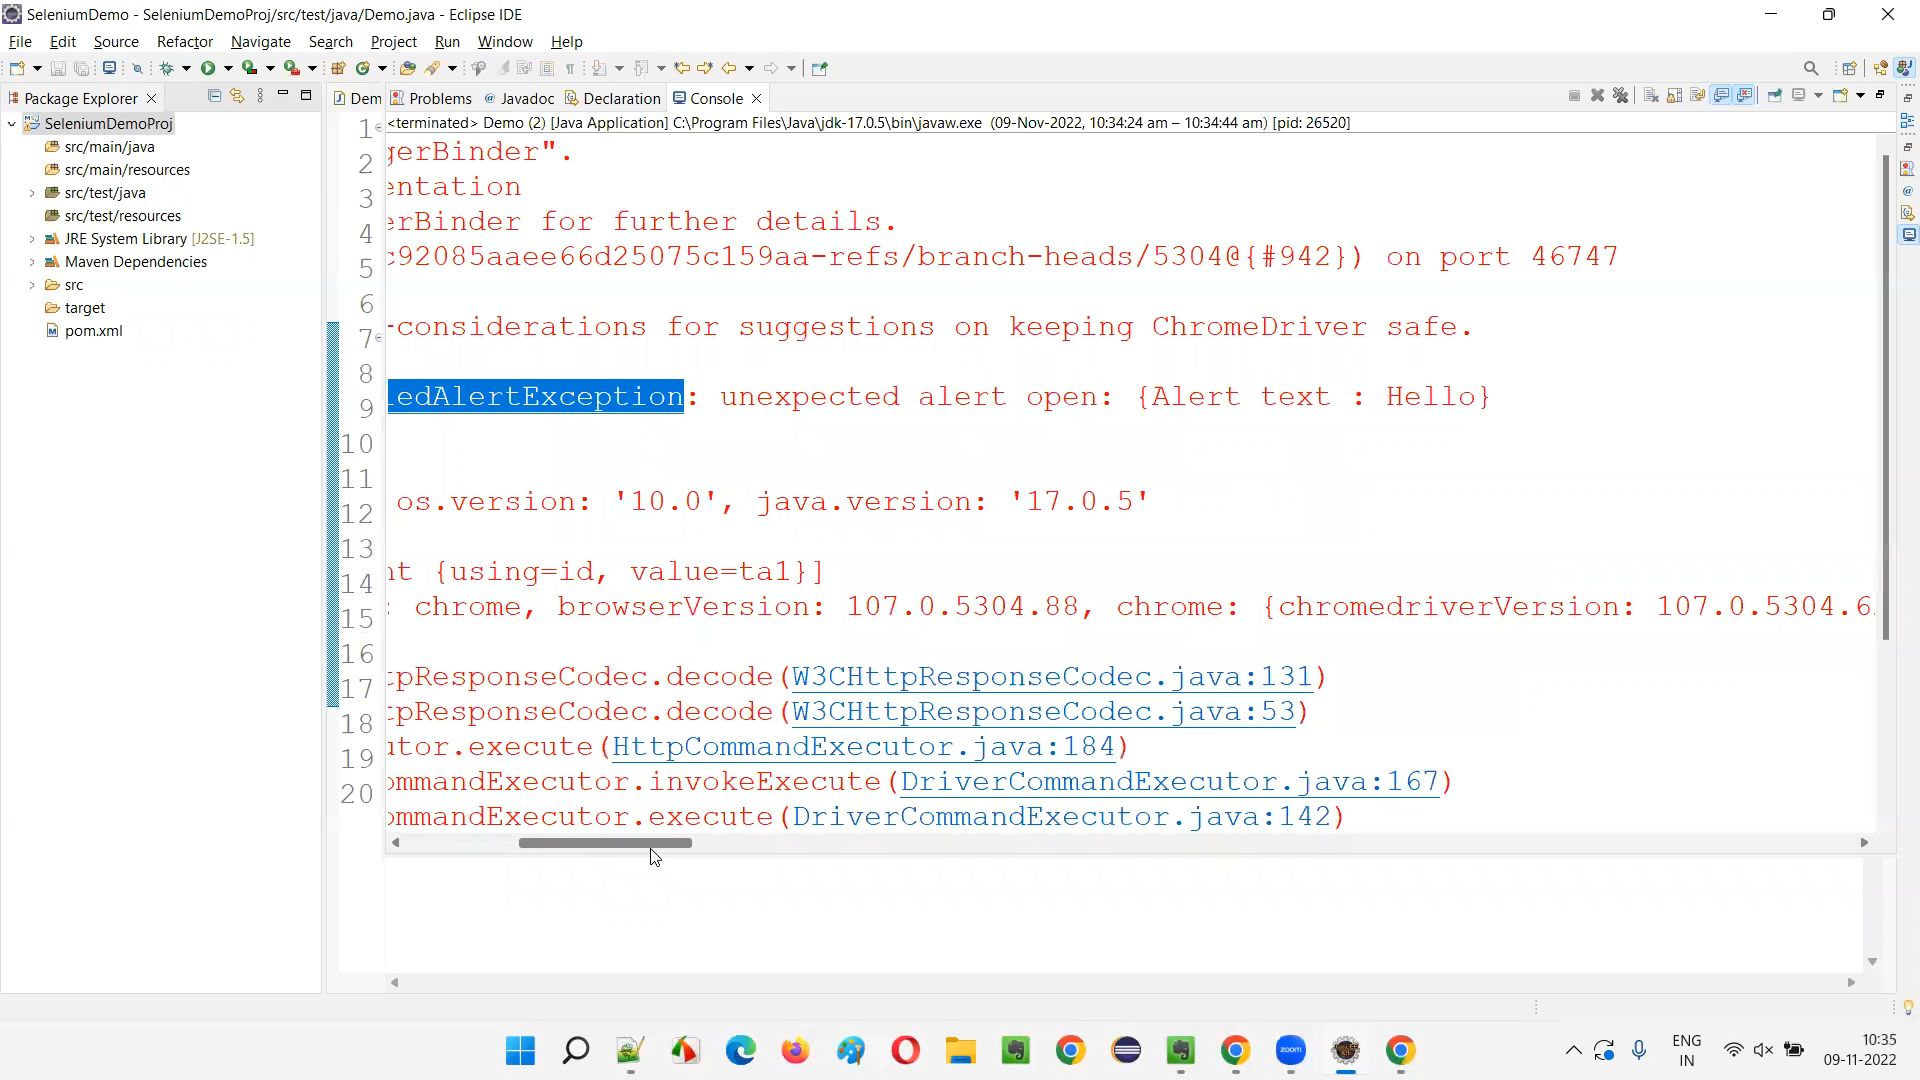 SeleniumDemo - SeleniumDemoProj/src/test/java/Demo.java - Eclipse IDE
File Edit Source Refactor Navigate Search Project Run Window Help
Package Explorer
SeleniumDemoProj
src/main/java
src/main/resources
src/test/java
src/test/resources
JRE System Library [J2SE-1.5]
Maven Dependencies
src
target
pom.xml
Dem Problems @ Javadoc Declaration Console
<terminated> Demo (2) [Java Application] C:\Program Files\Java\jdk-17.0.5\bin\javaw.exe (09-Nov-2022, 10:34:24 am – 10:34:44 am) [pid: 26520]
1
2
3
4
5
6
7
8
9
10
11
12
13
14
15
16
17
18
19
20
gerBinder".
entation
erBinder for further details.
c92085aaee66d25075c159aa-refs/branch-heads/5304@{#942}) on port 46747
-considerations for suggestions on keeping ChromeDriver safe.
ledAlertException: unexpected alert open: {Alert text : Hello}
os.version: '10.0', java.version: '17.0.5'
nt {using=id, value=ta1}]
: chrome, browserVersion: 107.0.5304.88, chrome: {chromedriverVersion: 107.0.5304.6
tpResponseCodec.decode(W3CHttpResponseCodec.java:131)
tpResponseCodec.decode(W3CHttpResponseCodec.java:53)
utor.execute(HttpCommandExecutor.java:184)
ommandExecutor.invokeExecute(DriverCommandExecutor.java:167)
ommandExecutor.execute(DriverCommandExecutor.java:142)
zoom
ENG
IN
10:35
09-11-2022